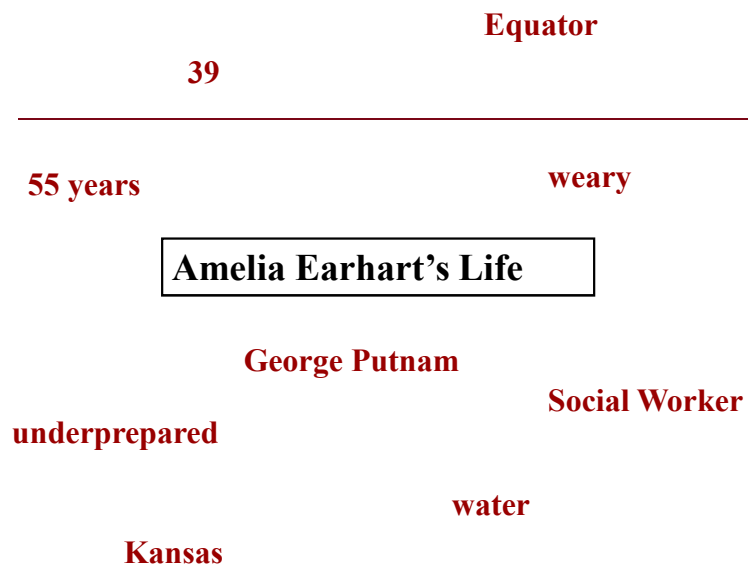 Equator
39
55 years
weary
Amelia Earhart’s Life
George Putnam
Social Worker
underprepared
water
Kansas